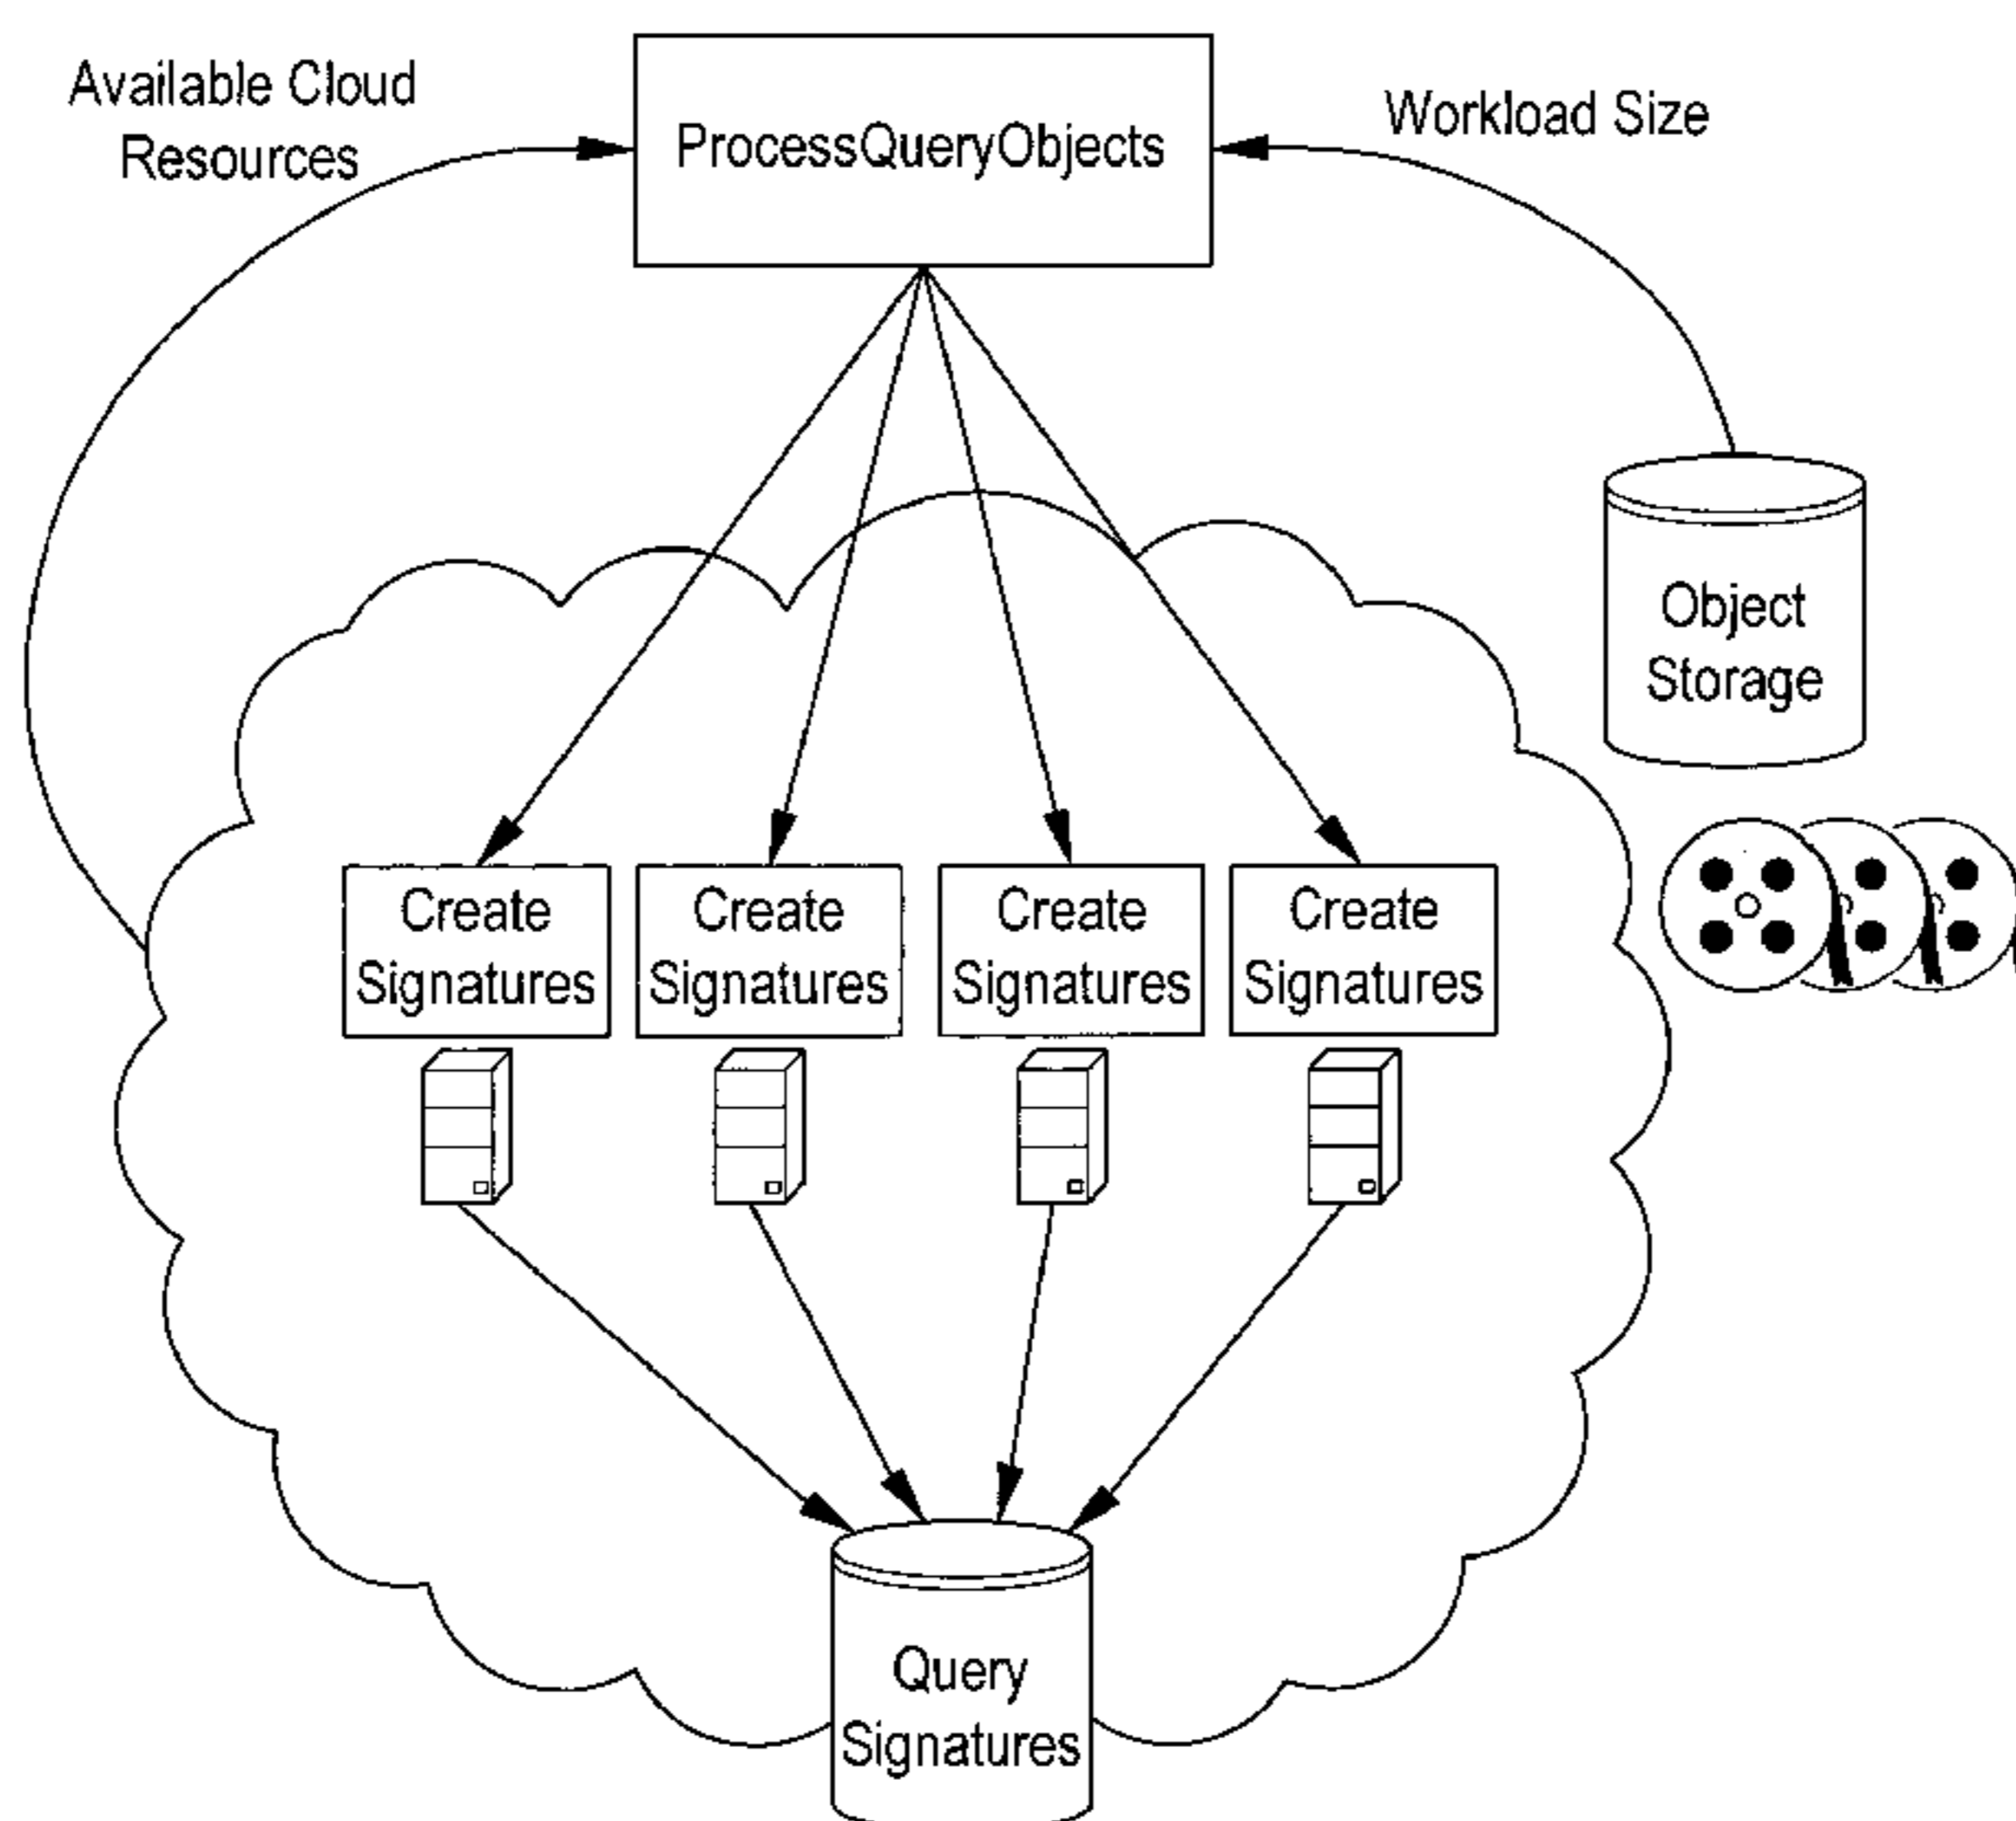 Available Cloud
Resources
ProcessQueryObjects
Workload Size
Object
Storage
Create
Signatures
Create
Signatures
Create
Signatures
Create
Signatures
Query
Signatures